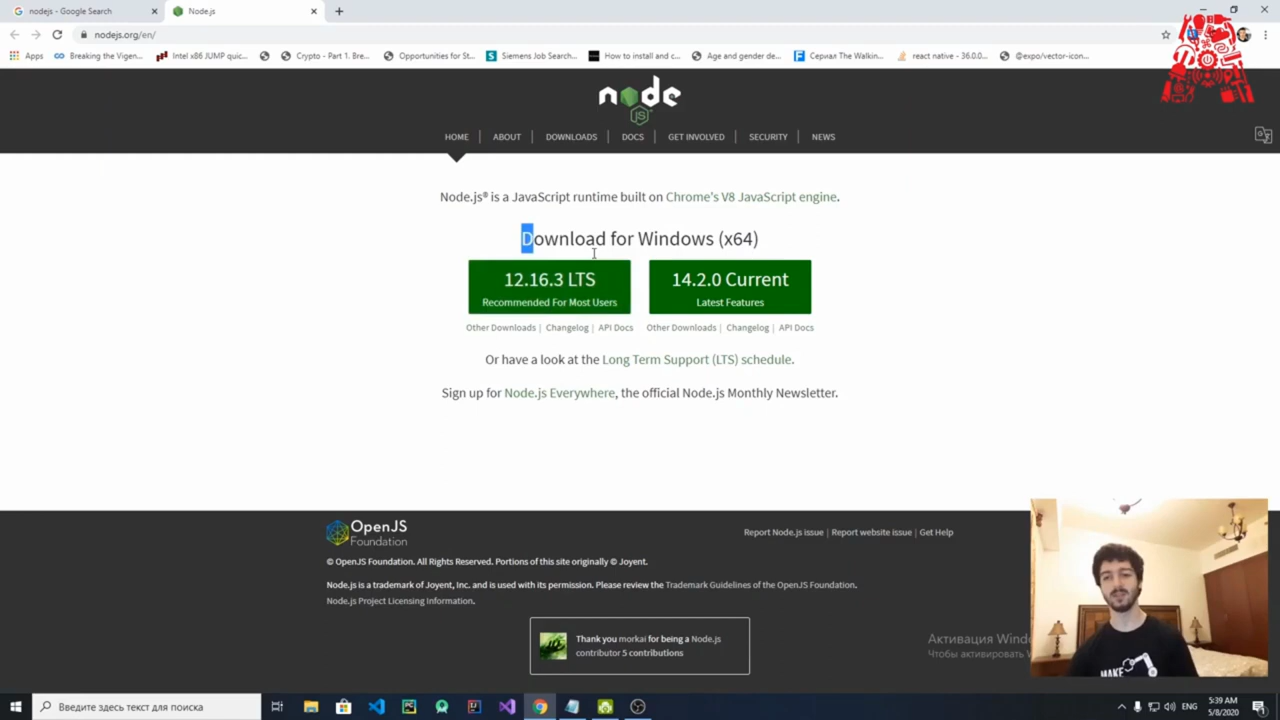 nodejs - Google Search
Node.js
nodejs.org/en/
Apps
Breaking the Vigen...
Intel x86 JUMP quic...
Crypto - Part 1. Bre...
Opportunities for St...
Siemens Job Search...
How to install and c...
Age and gender de...
Сериал The Walkin...
react native - 36.0.0...
@expo/vector-icon...
node
JS
HOME
ABOUT
DOWNLOADS
DOCS
GET INVOLVED
SECURITY
NEWS
Node.js® is a JavaScript runtime built on Chrome's V8 JavaScript engine.
Download for Windows (x64)
12.16.3 LTS
Recommended For Most Users
14.2.0 Current
Latest Features
Other Downloads | Changelog | API Docs
Other Downloads | Changelog | API Docs
Or have a look at the Long Term Support (LTS) schedule.
Sign up for Node.js Everywhere, the official Node.js Monthly Newsletter.
OpenJS
Foundation
Report Node.js issue | Report website issue | Get Help
© OpenJS Foundation. All Rights Reserved. Portions of this site originally © Joyent.
Node.js is a trademark of Joyent, Inc. and is used with its permission. Please review the Trademark Guidelines of the OpenJS Foundation.
Node.js Project Licensing Information.
Thank you morkai for being a Node.js
contributor 5 contributions
Активация Windo
Чтобы активировать W
MAKE
Введите здесь текст для поиска
ENG
5:39 AM
5/8/2020